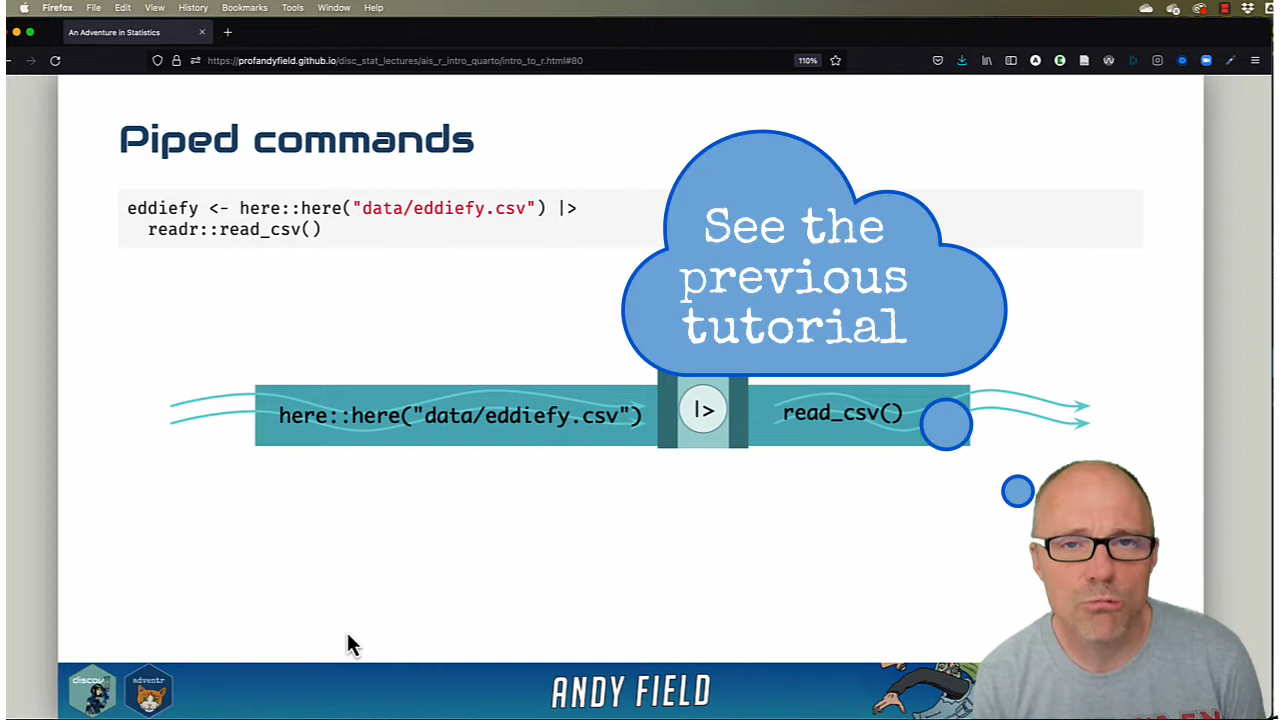 Firefox File Edit View History Bookmarks Tools Window Help
An Adventure in Statistics
https://profandyfield.github.io/disc_stat_lectures/ais_r_intro_quarto/intro_to_r.html#80
110%
Piped commands
eddiefy <- here::here("data/eddiefy.csv") |>
readr::read_csv()
See the
previous
tutorial
here::here("data/eddiefy.csv")
|>
read_csv()
discovr
adventr
ANDY FIELD